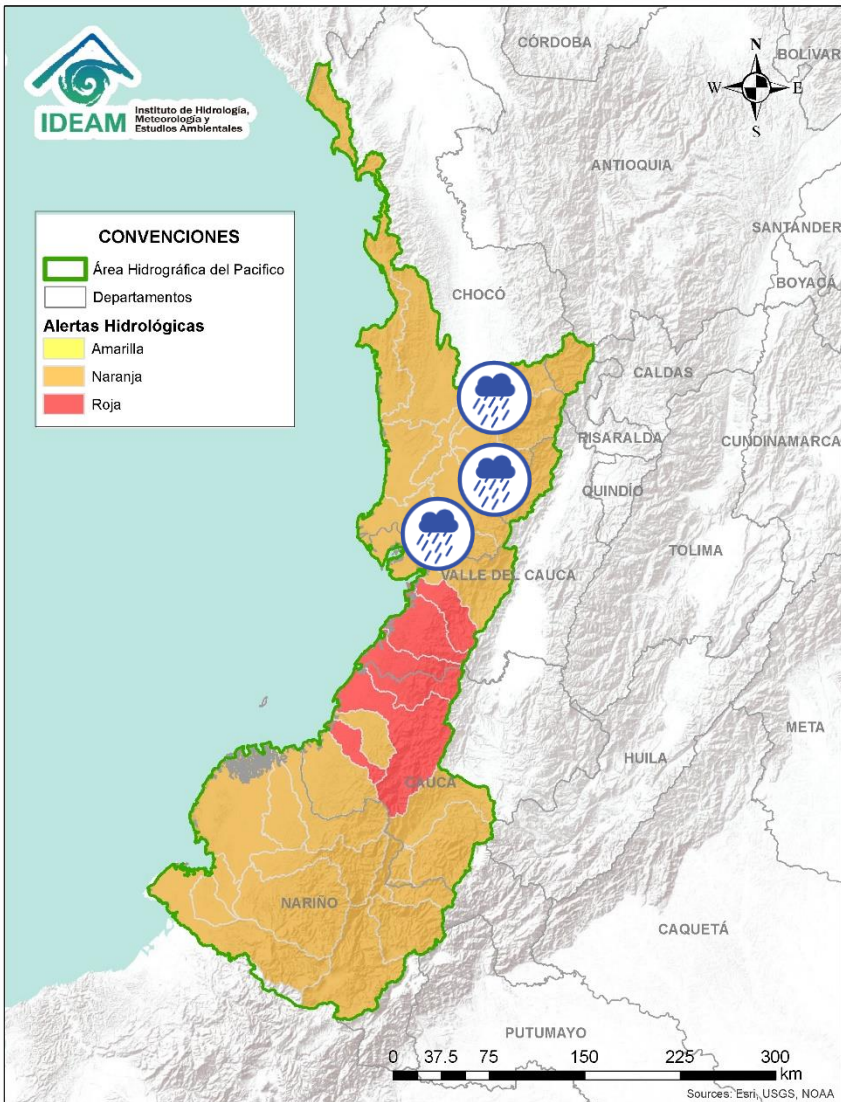 IDEAM
Instituto de Hidrología,
Meteorología y
Estudios Ambientales
N
W E
S
CÓRDOBA
BOLÍVAR
ANTIOQUIA
SANTANDER
BOYACÁ
CONVENCIONES
Área Hidrográfica del Pacifico
Departamentos
Alertas Hidrológicas
Amarilla
Naranja
Roja
CHOCÓ
CALDAS
RISARALDA
CUNDINAMARCA
QUINDÍO
TOLIMA
VALLE DEL CAUCA
META
HUILA
CAUCA
NARIÑO
CAQUETÁ
PUTUMAYO
0 37.5 75 150 225 300
km
Sources: Esri, USGS, NOAA